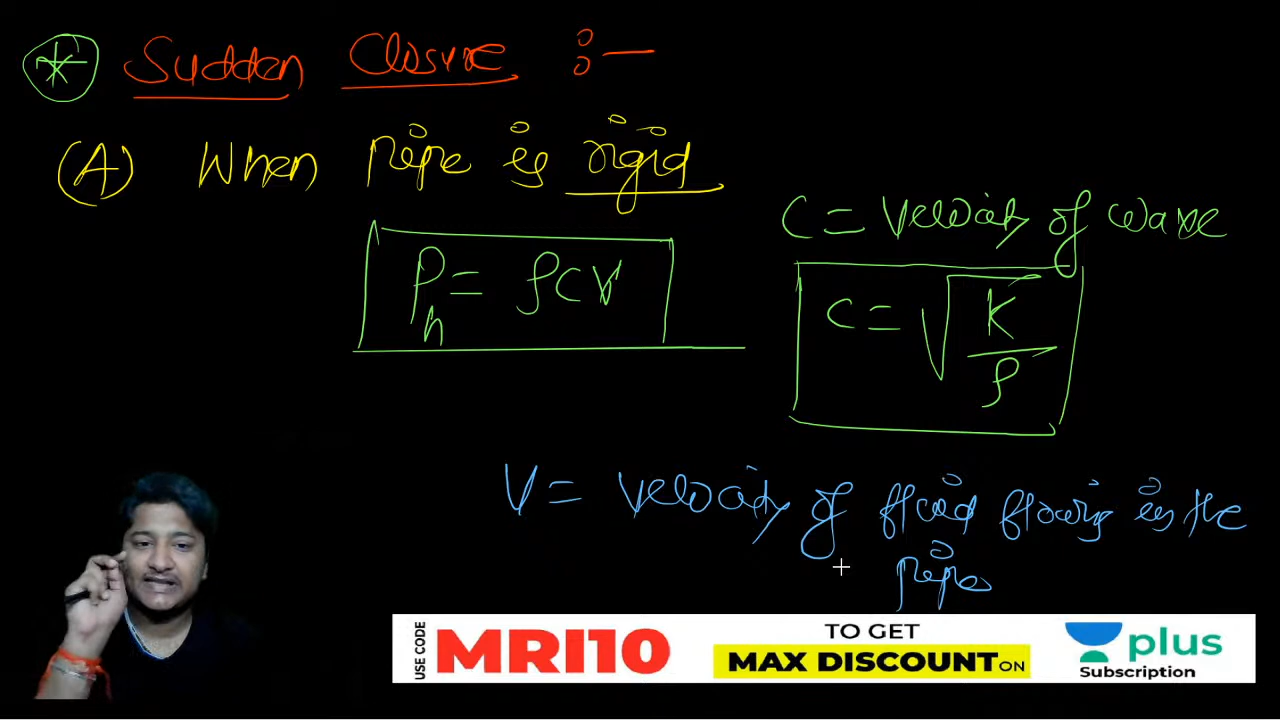 * Sudden Closure :-
(A) When pipe is rigid
Ph = ρCV
C = Velocity of wave
C = √(K/ρ)
V = Velocity of fluid flowing in the
pipe
USE CODE
MRI10
TO GET
MAX DISCOUNT ON
plus
Subscription